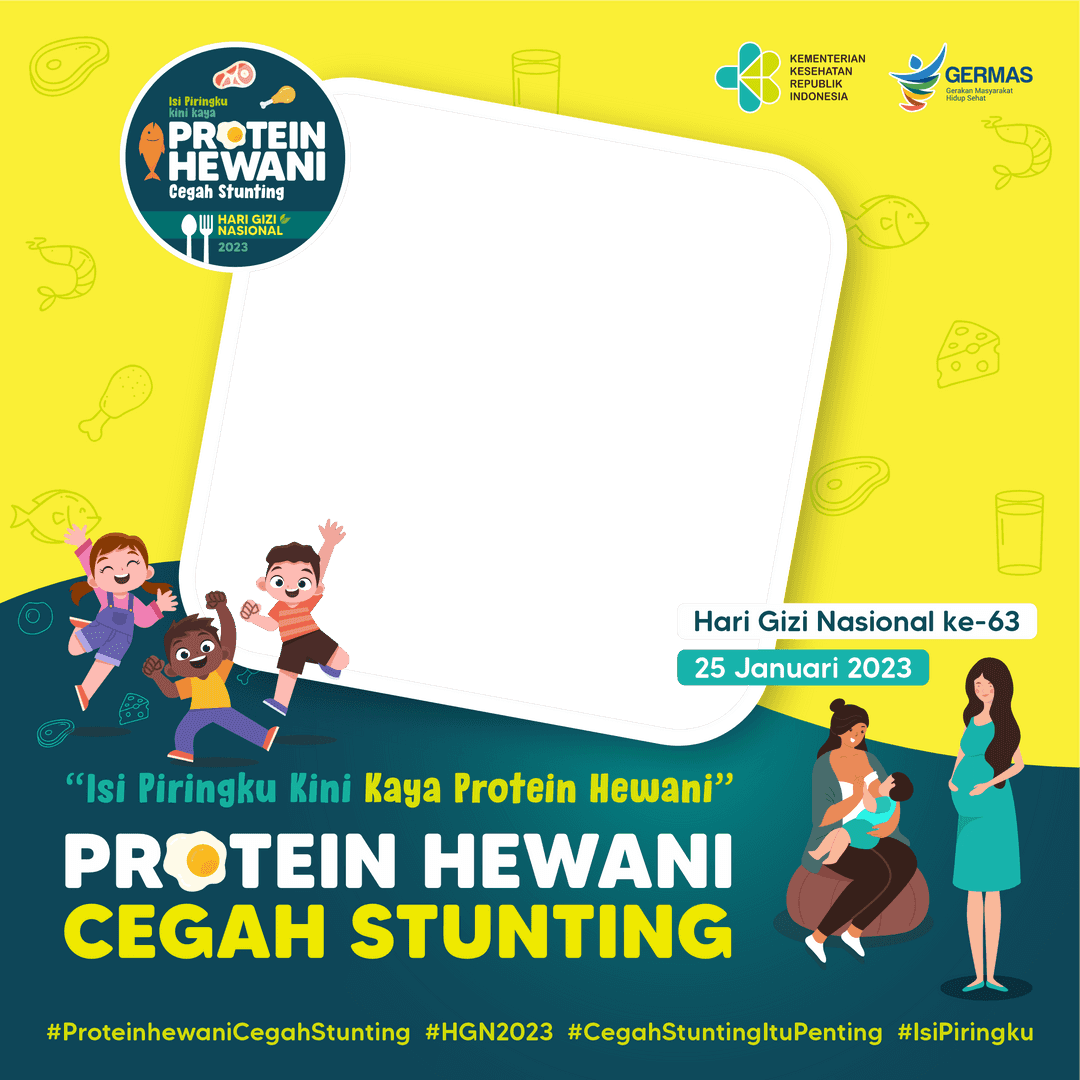 Isi Piringku
kini kaya
PROTEIN
HEWANI
Cegah Stunting
HARI GIZI
NASIONAL
2023
KEMENTERIAN
KESEHATAN
REPUBLIK
INDONESIA
GERMAS
Gerakan Masyarakat
Hidup Sehat
Hari Gizi Nasional ke-63
25 Januari 2023
“Isi Piringku Kini Kaya Protein Hewani”
PROTEIN HEWANI
CEGAH STUNTING
#ProteinhewaniCegahStunting #HGN2023 #CegahStuntingItuPenting #IsiPiringku